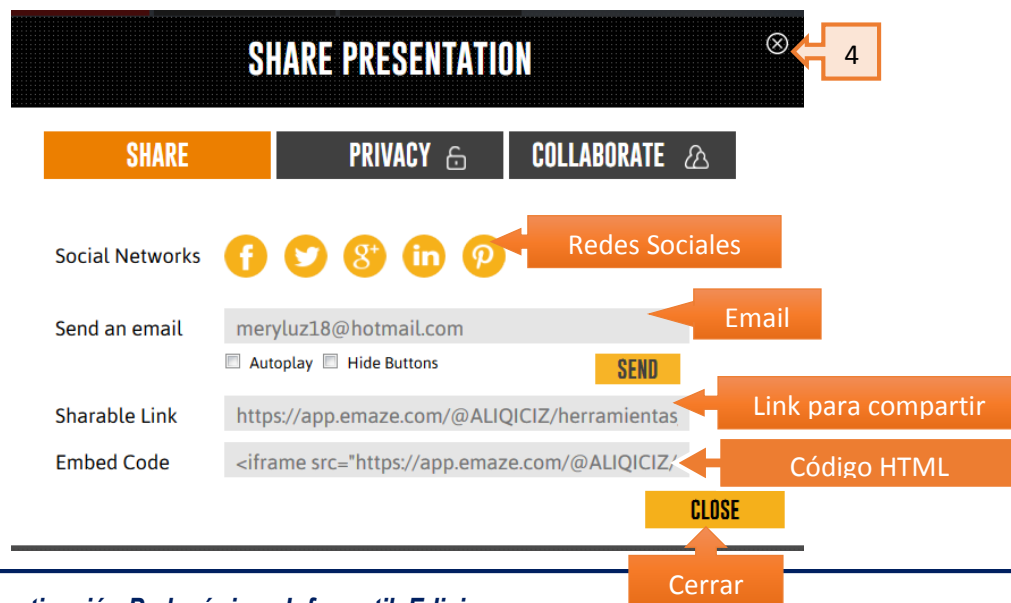 SHARE PRESENTATION
4
SHARE PRIVACY COLLABORATE
Social Networks f g+ in p Redes Sociales
Send an email meryluz18@hotmail.com Email
Autoplay Hide Buttons SEND
Sharable Link https://app.emaze.com/@ALIQICIZ/herramientas Link para compartir
Embed Code <iframe src="https://app.emaze.com/@ALIQICIZ/ Código HTML
CLOSE
Cerrar